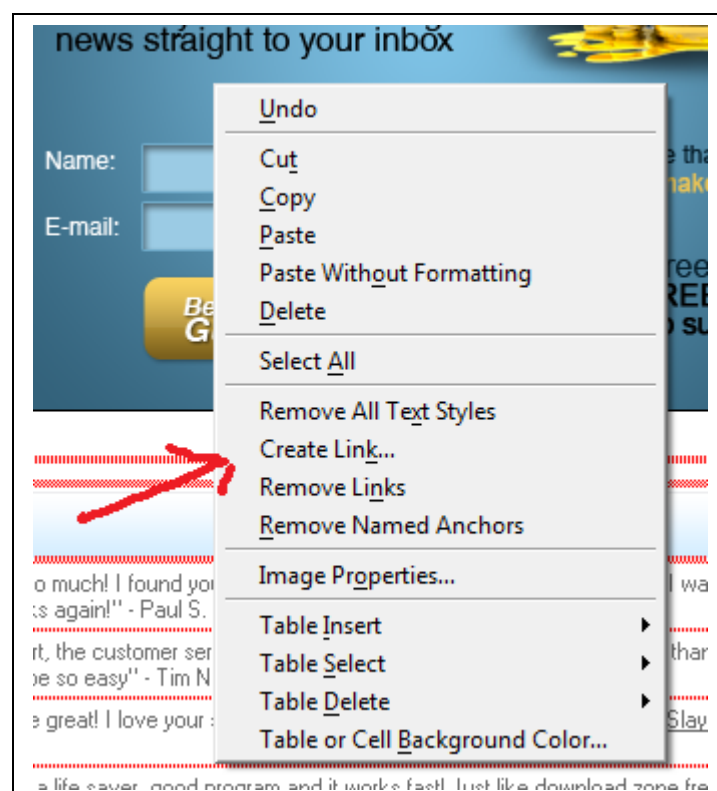 news straight to your inbox
Undo
Name:
Cut
Copy
E-mail:
Paste
Paste Without Formatting
Delete
Select All
Remove All Text Styles
Create Link...
Remove Links
Remove Named Anchors
Image Properties...
o much! I found
I
again!" - Paul S.
Table Insert
the customer
Table Select
be so easy" - Tim N
Table Delete
great! I love your
Table or Cell Background Color...
a life saver, good program and it works fast! Just like download zone